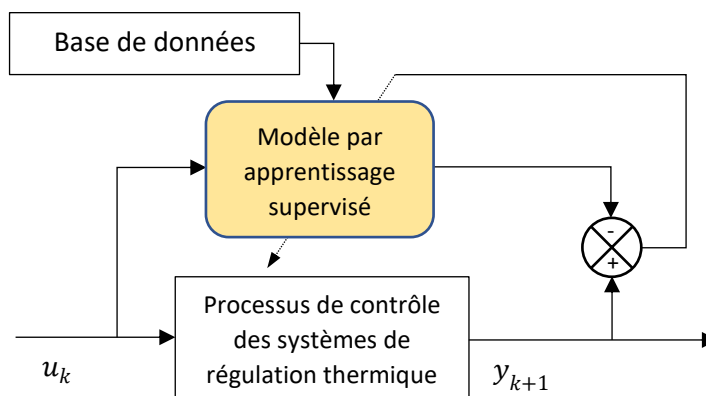 Base de données
Modèle par
apprentissage
supervisé
-
+
Processus de contrôle
des systèmes de
régulation thermique
u_k
y_{k+1}